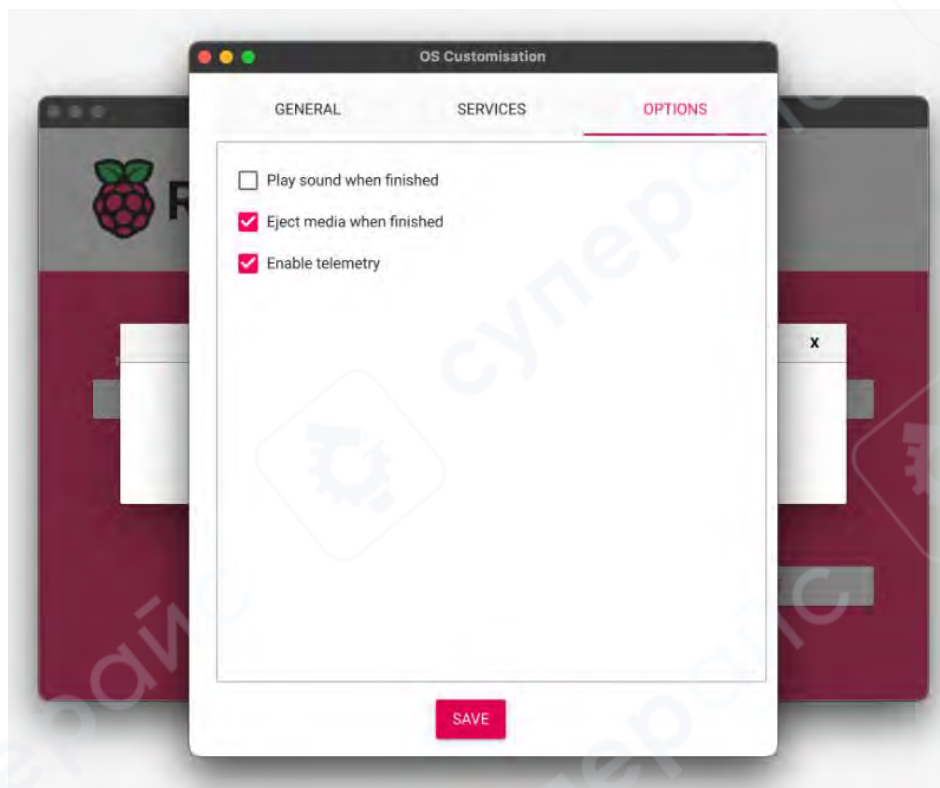 OS Customisation
GENERAL SERVICES OPTIONS
R
Play sound when finished
Eject media when finished
Enable telemetry
X
SAVE
суперайс
суперайс
суперайс